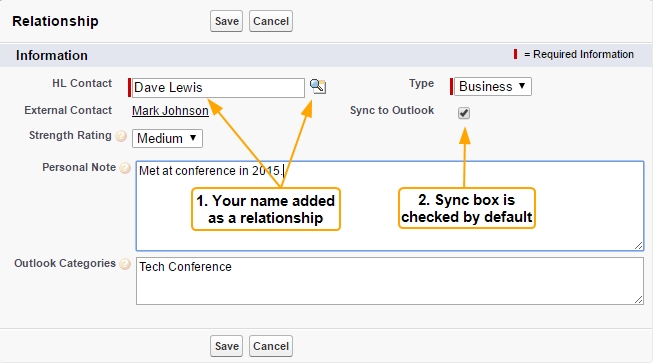 Relationship Save Cancel
Information = Required Information
HL Contact Dave Lewis Type Business
External Contact Mark Johnson Sync to Outlook
Strength Rating ? Medium
Personal Note ? Met at conference in 2015.
1. Your name added
as a relationship
2. Sync box is
checked by default
Outlook Categories ? Tech Conference
Save Cancel